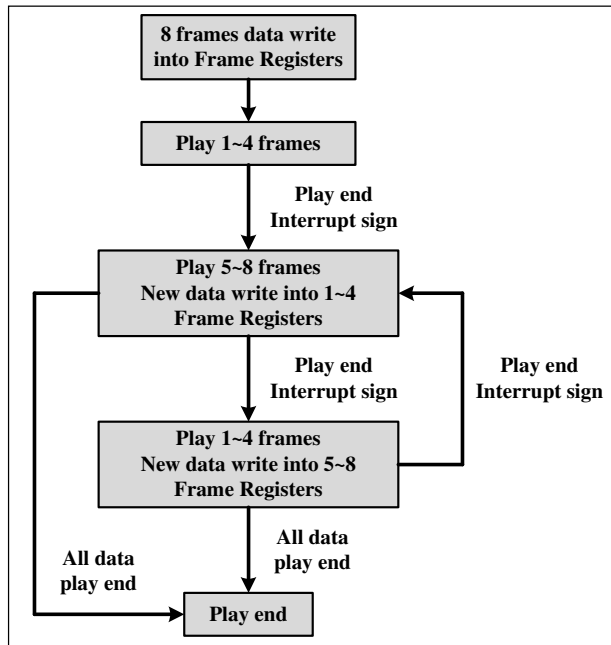 8 frames data write
into Frame Registers
Play 1~4 frames
Play end
Interrupt sign
Play 5~8 frames
New data write into 1~4
Frame Registers
Play end
Interrupt sign
Play end
Interrupt sign
Play 1~4 frames
New data write into 5~8
Frame Registers
All data
play end
All data
play end
Play end